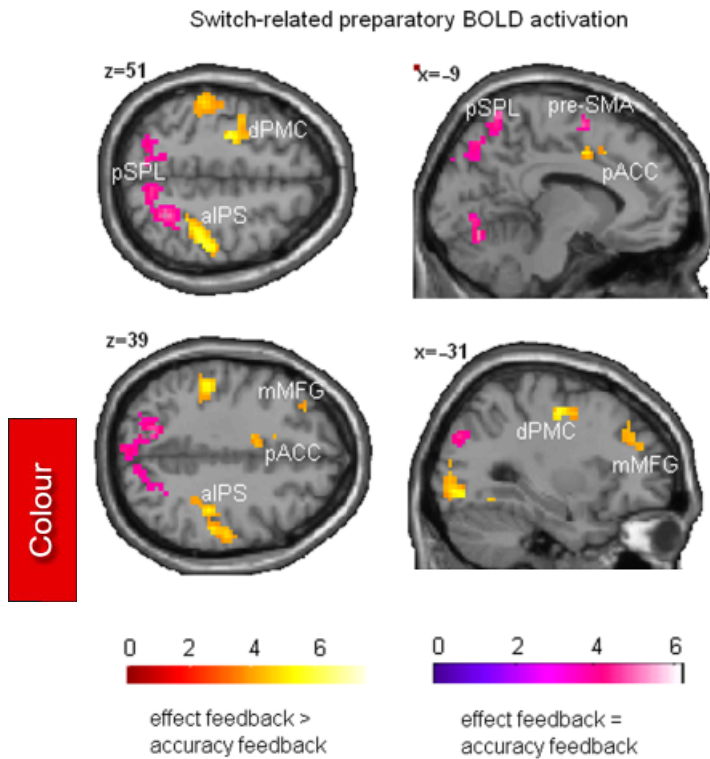 Switch-related preparatory BOLD activation
z=51
dPMC
pSPL
aIPS
x=-9
pSPL
pre-SMA
pACC
z=39
mMFG
pACC
aIPS
x=-31
dPMC
mMFG
Colour
0 2 4 6
effect feedback >
accuracy feedback
0 2 4 6
effect feedback =
accuracy feedback